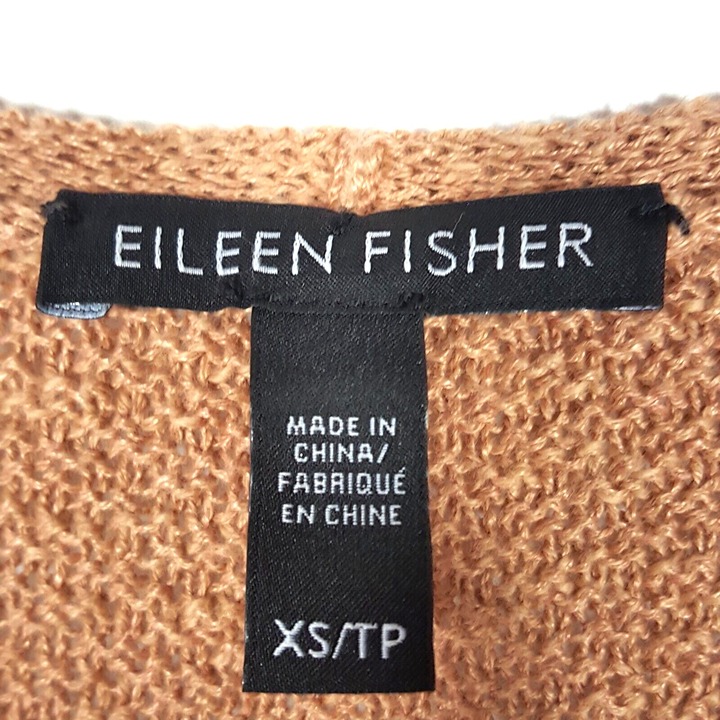 EILEEN FISHER
MADE IN
CHINA/
FABRIQUÉ
EN CHINE
XS/TP